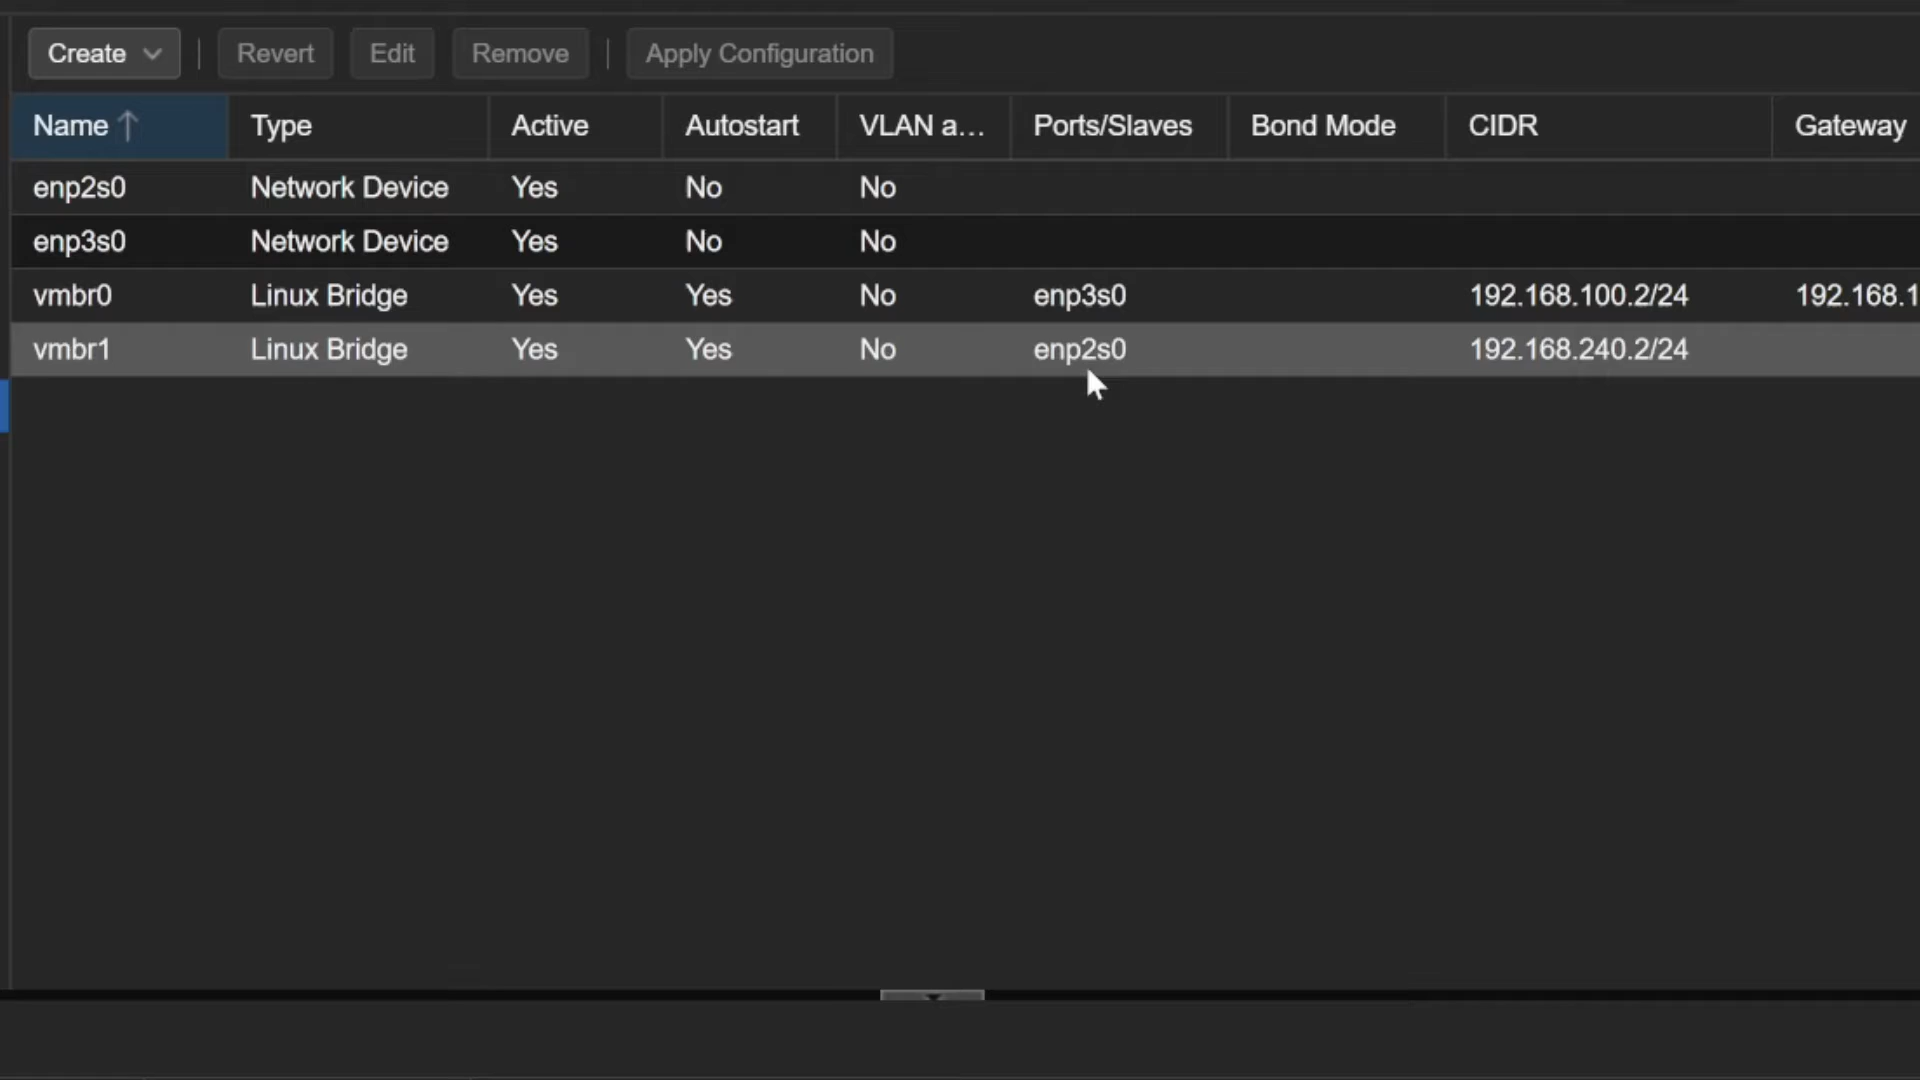 Create Revert Edit Remove Apply Configuration
Name Type Active Autostart VLAN a... Ports/Slaves Bond Mode CIDR Gateway
enp2s0 Network Device Yes No No
enp3s0 Network Device Yes No No
vmbr0 Linux Bridge Yes Yes No enp3s0 192.168.100.2/24 192.168.1
vmbr1 Linux Bridge Yes Yes No enp2s0 192.168.240.2/24